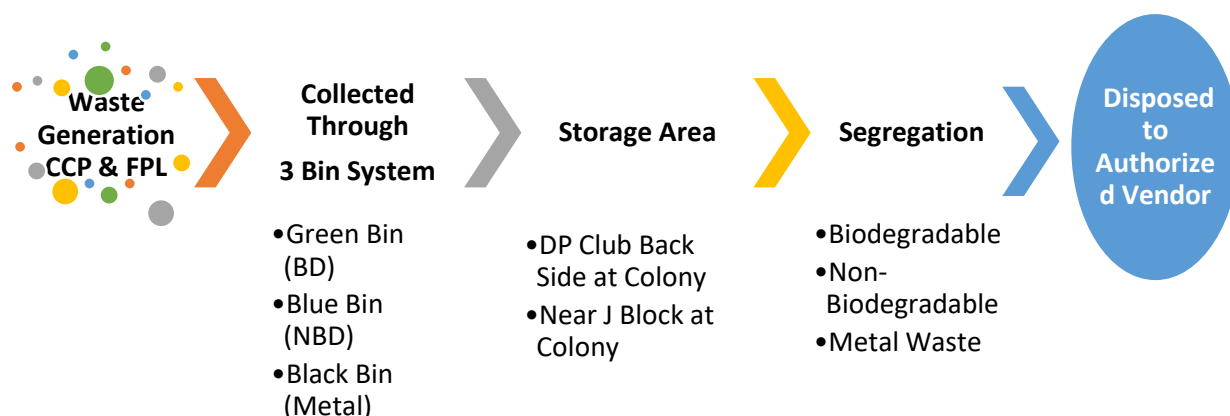 Waste
Generation
CCP & FPL
Collected
Through
3 Bin System
•Green Bin
(BD)
•Blue Bin
(NBD)
•Black Bin
(Metal)
Storage Area
•DP Club Back
Side at Colony
•Near J Block at
Colony
Segregation
•Biodegradable
•Non-
Biodegradable
•Metal Waste
Disposed
to
Authorize
d Vendor